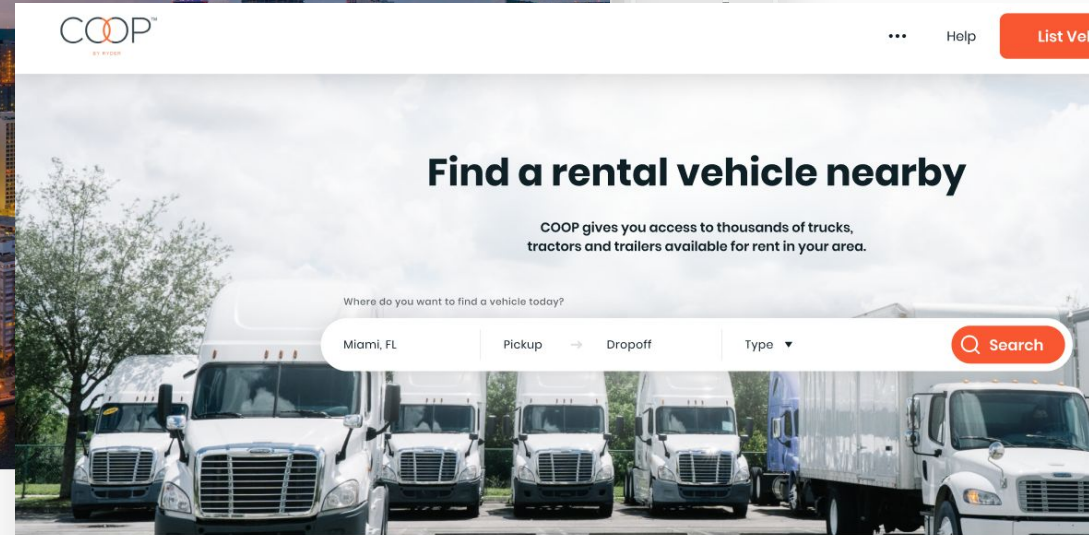 COOP™
BY RYDER
••• Help List Veh
Find a rental vehicle nearby
COOP gives you access to thousands of trucks,
tractors and trailers available for rent in your area.
Where do you want to find a vehicle today?
Miami, FL Pickup → Dropoff Type ▼ Search